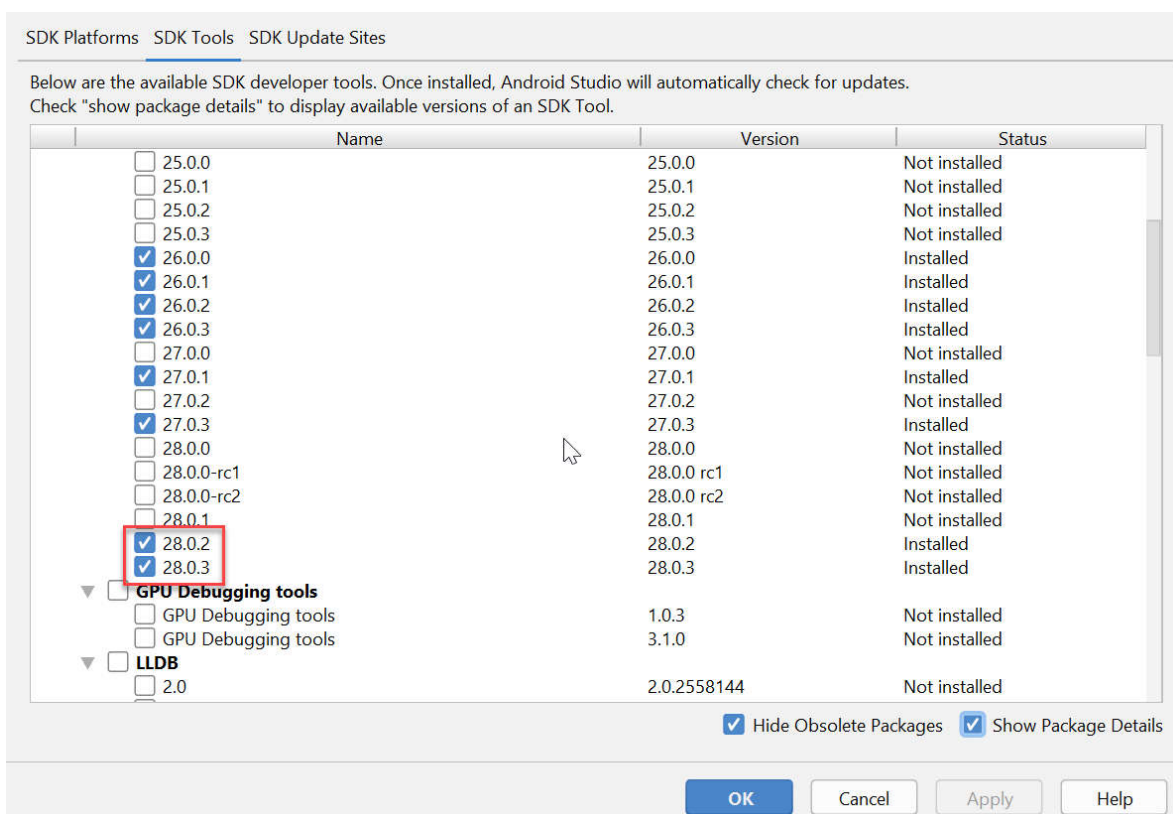 SDK Platforms SDK Tools SDK Update Sites
Below are the available SDK developer tools. Once installed, Android Studio will automatically check for updates.
Check "show package details" to display available versions of an SDK Tool.
Name Version Status
25.0.0 25.0.0 Not installed
25.0.1 25.0.1 Not installed
25.0.2 25.0.2 Not installed
25.0.3 25.0.3 Not installed
26.0.0 26.0.0 Installed
26.0.1 26.0.1 Installed
26.0.2 26.0.2 Installed
26.0.3 26.0.3 Installed
27.0.0 27.0.0 Not installed
27.0.1 27.0.1 Installed
27.0.2 27.0.2 Not installed
27.0.3 27.0.3 Installed
28.0.0 28.0.0 Not installed
28.0.0-rc1 28.0.0 rc1 Not installed
28.0.0-rc2 28.0.0 rc2 Not installed
28.0.1 28.0.1 Not installed
28.0.2 28.0.2 Installed
28.0.3 28.0.3 Installed
GPU Debugging tools
GPU Debugging tools 1.0.3 Not installed
GPU Debugging tools 3.1.0 Not installed
LLDB
2.0 2.0.2558144 Not installed
Hide Obsolete Packages Show Package Details
OK Cancel Apply Help